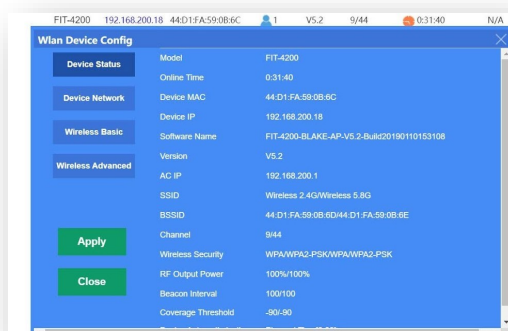 FIT-4200 192.168.200.18 44:D1:FA:59:0B:6C 1 V5.2 9/44 0:31:40 N/A
Wlan Device Config
Device Status
Device Network
Wireless Basic
Wireless Advanced
Apply
Close
Model FIT-4200
Online Time 0:31:40
Device MAC 44:D1:FA:59:0B:6C
Device IP 192.168.200.18
Software Name FIT-4200-BLAKE-AP-V5.2-Build20190110153108
Version V5.2
AC IP 192.168.200.1
SSID Wireless 2.4G/Wireless 5.8G
BSSID 44:D1:FA:59:0B:6D/44:D1:FA:59:0B:6E
Channel 9/44
Wireless Security WPA/WPA2-PSK/WPA/WPA2-PSK
RF Output Power 100%/100%
Beacon Interval 100/100
Coverage Threshold -90/-90